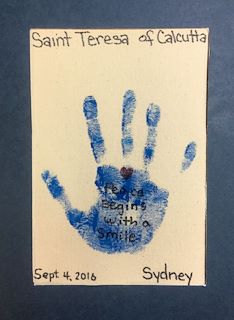 Saint Teresa of Calcutta
Peace
Begins
with a
Smile
Sept 4, 2016
Sydney